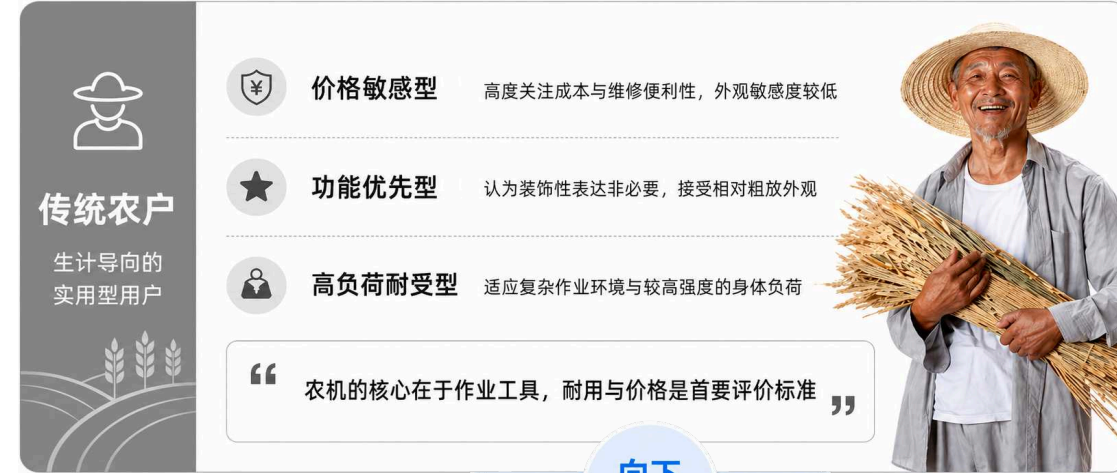 传统农户
生计导向的
实用型用户
¥
价格敏感型 高度关注成本与维修便利性，外观敏感度较低
功能优先型 认为装饰性表达非必要，接受相对粗放外观
高负荷耐受型 适应复杂作业环境与较高强度的身体负荷
“农机的核心在于作业工具，耐用与价格是首要评价标准”
向下